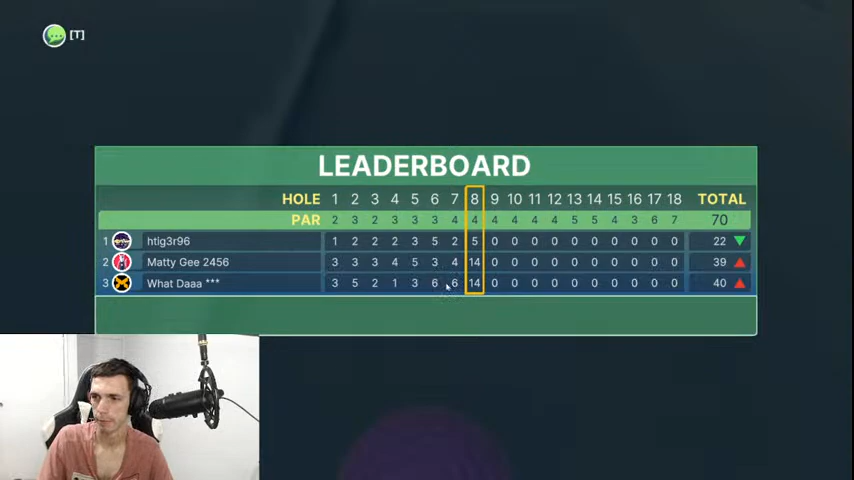 [T]
LEADERBOARD
HOLE 1 2 3 4 5 6 7 8 9 10 11 12 13 14 15 16 17 18 TOTAL
PAR 2 3 2 3 3 3 4 4 4 4 4 4 5 5 4 3 6 7 70
1 htig3r96 1 2 2 2 3 5 2 5 0 0 0 0 0 0 0 0 0 0 22
2 Matty Gee 2456 3 3 3 4 5 3 4 14 0 0 0 0 0 0 0 0 0 0 39
3 What Daaa *** 3 5 2 1 3 6 6 14 0 0 0 0 0 0 0 0 0 0 40